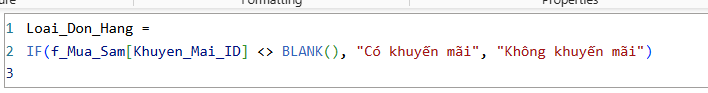 Formatting
Properties
1 Loai_Don_Hang =
2 IF(f_Mua_Sam[Khuyen_Mai_ID] <> BLANK(), "Có khuyến mãi", "Không khuyến mãi")
3